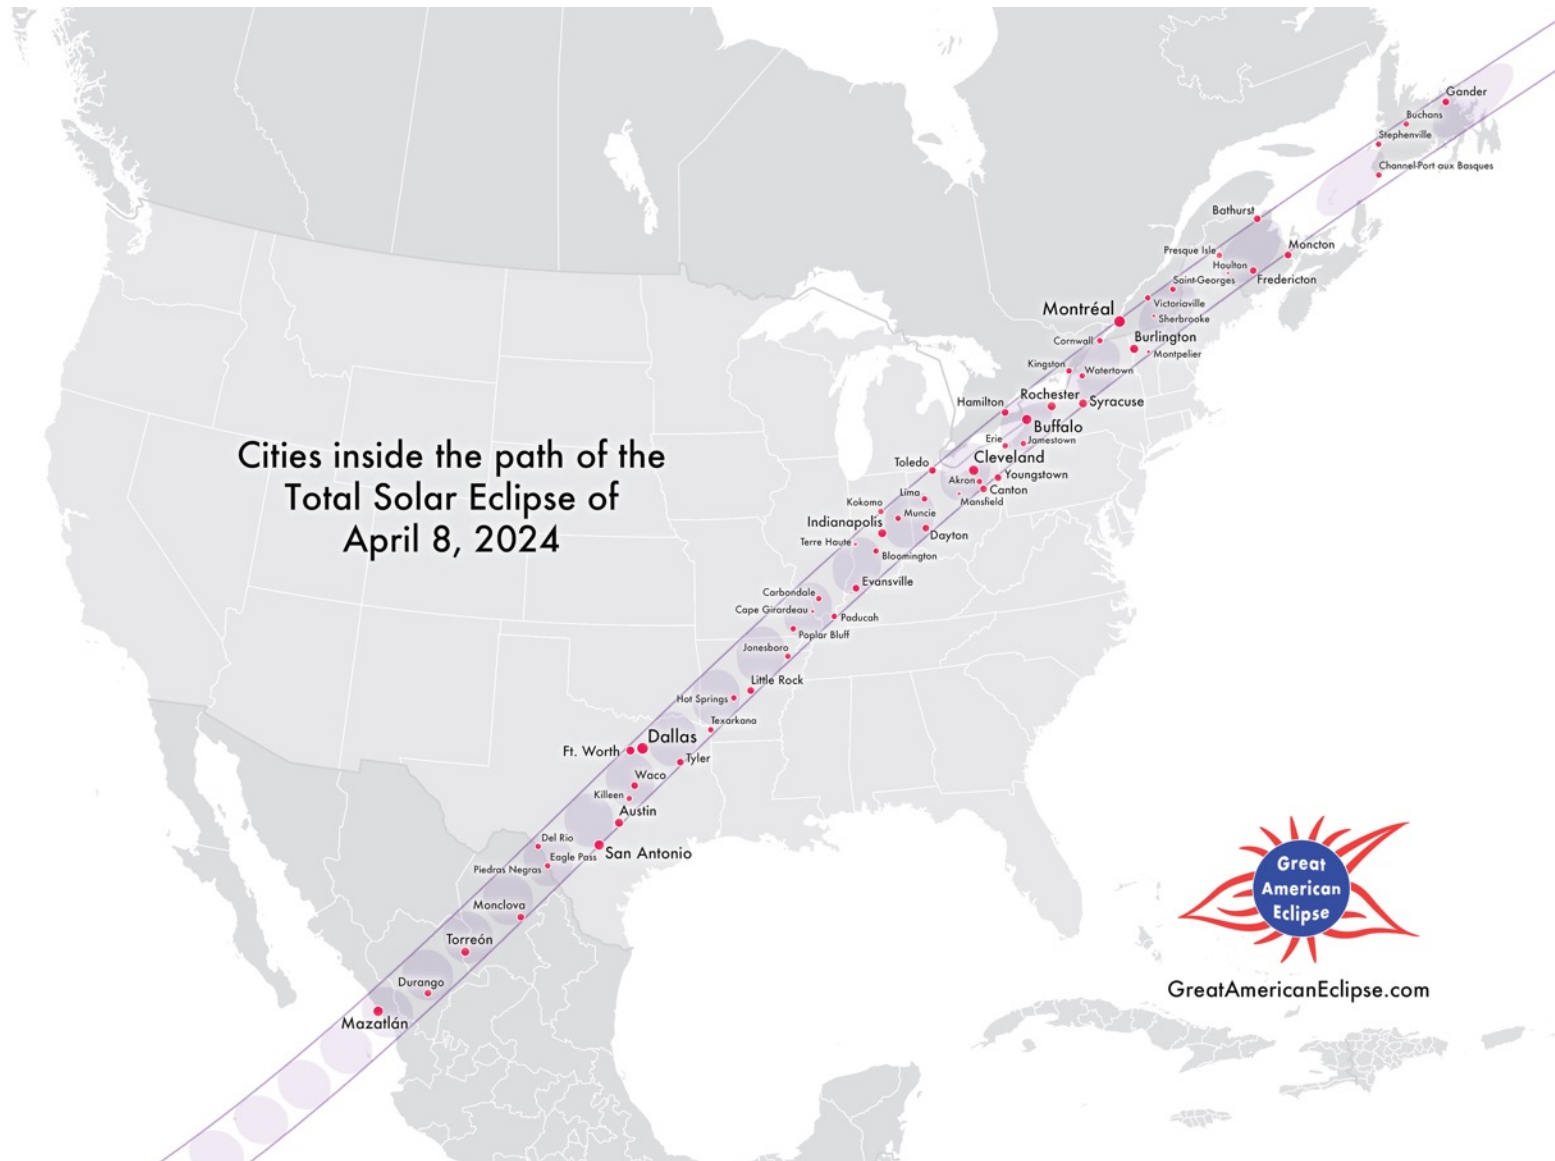 Gander
Buchans
Stephenville
Channel-Port aux Basques
Bathurst
Moncton
Presque Isle
Houlton
Fredericton
Saint-Georges
Victoriaville
Montréal
Sherbrooke
Burlington
Cornwall
Montpelier
Kingston
Watertown
Rochester
Hamilton
Syracuse
Buffalo
Erie
Jamestown
Cleveland
Toledo
Youngstown
Akron
Canton
Lima
Mansfield
Kokomo
Muncie
Indianapolis
Dayton
Terre Haute
Bloomington
Evansville
Carbondale
Cape Girardeau
Paducah
Poplar Bluff
Jonesboro
Little Rock
Hot Springs
Texarkana
Dallas
Ft. Worth
Tyler
Waco
Killeen
Austin
Del Rio
San Antonio
Eagle Pass
Piedras Negras
Monclova
Torreón
Durango
Mazatlán
Cities inside the path of the
Total Solar Eclipse of
April 8, 2024
Great
American
Eclipse
GreatAmericanEclipse.com